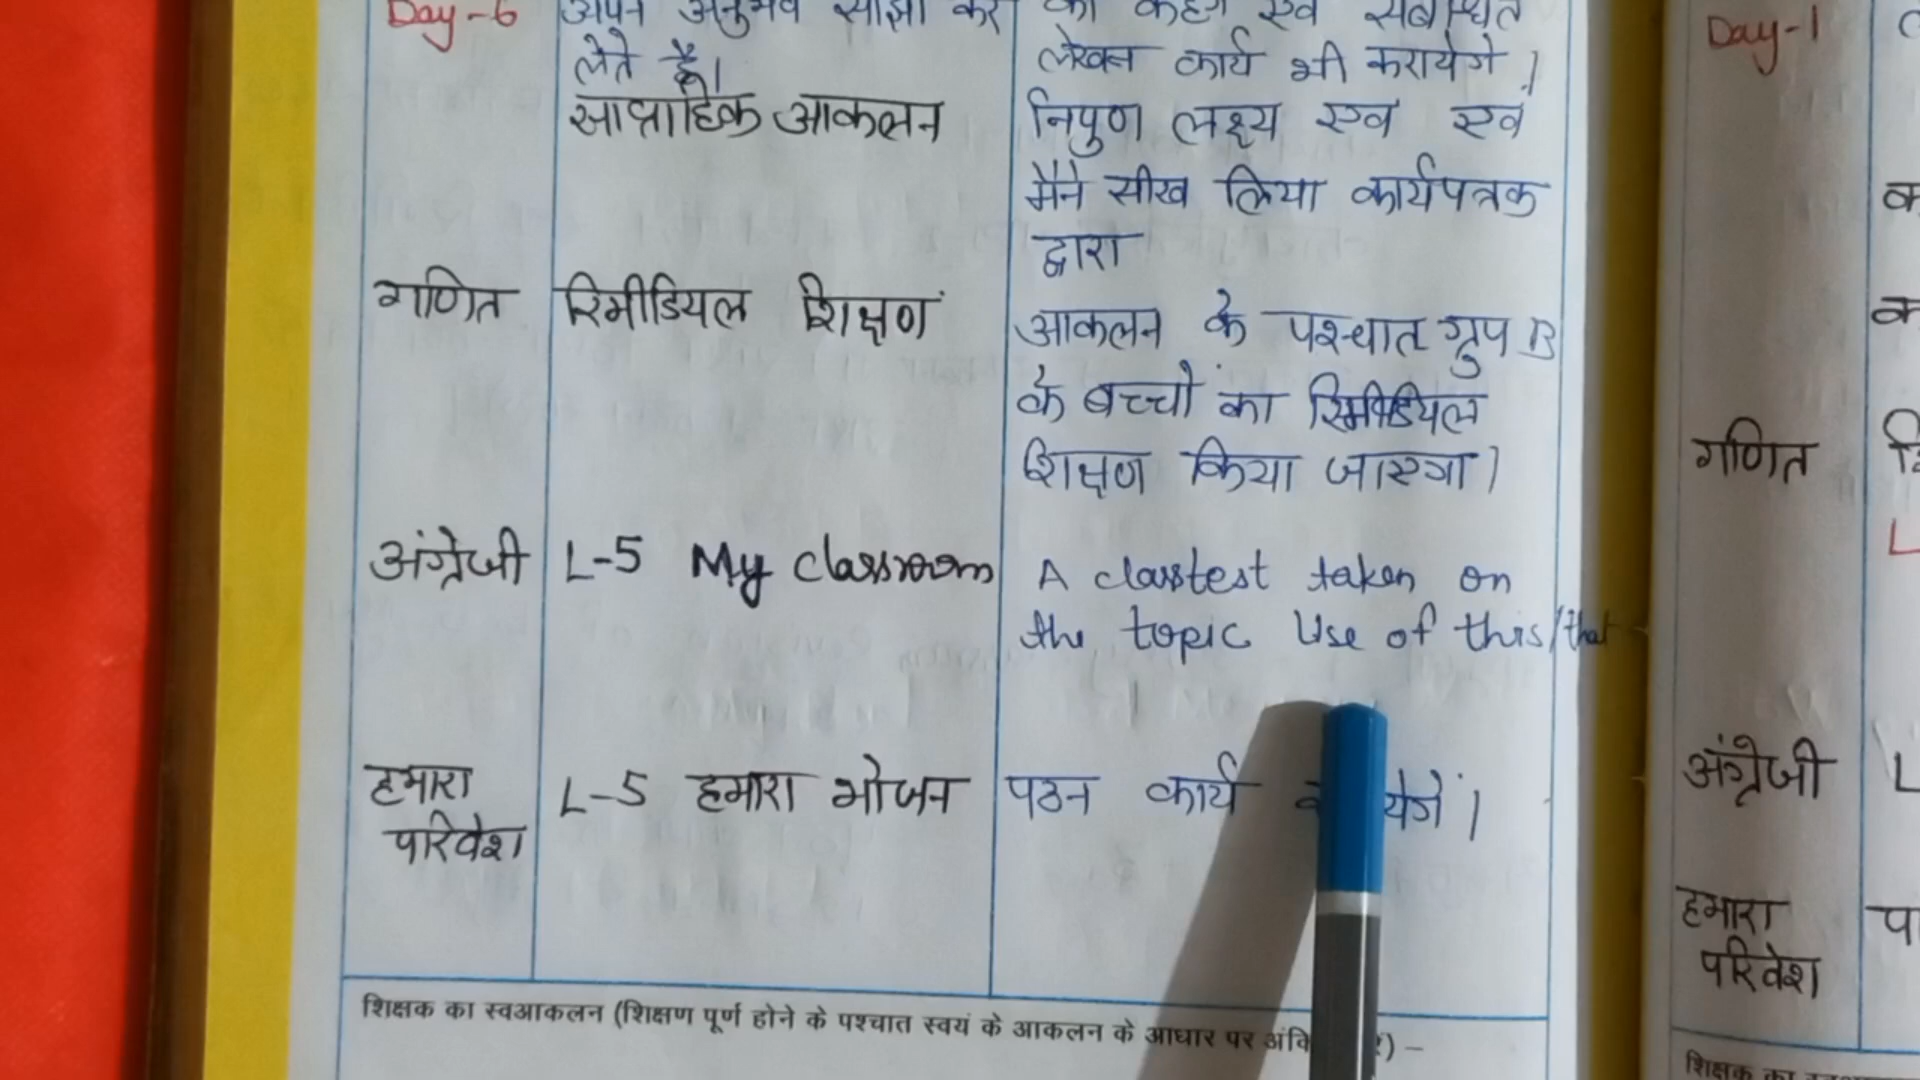 Day-6
अपने अनुभव साझा कर
लेते है।
साप्ताहिक आकलन
को कहेगे एवं संबन्धित
लेखन कार्य भी करायेगे।
निपुण लक्ष्य एवं एवं
मैंने सीख लिया कार्यपत्रक
द्वारा
गणित
रिमीडियल शिक्षण
आकलन के पश्चात ग्रुप B
के बच्चों का रिमीडियल
शिक्षण किया जाएगा।
अंग्रेजी
L-5 My classroom
A classtest taken on
the topic Use of this/that
हमारा
परिवेश
L-5 हमारा भोजन
पठन कार्य
शिक्षक का स्वआकलन (शिक्षण पूर्ण होने के पश्चात स्वयं के आकलन के आधार पर
Day-1
गणित
अंग्रेजी
हमारा
परिवेश
शिक्षक का